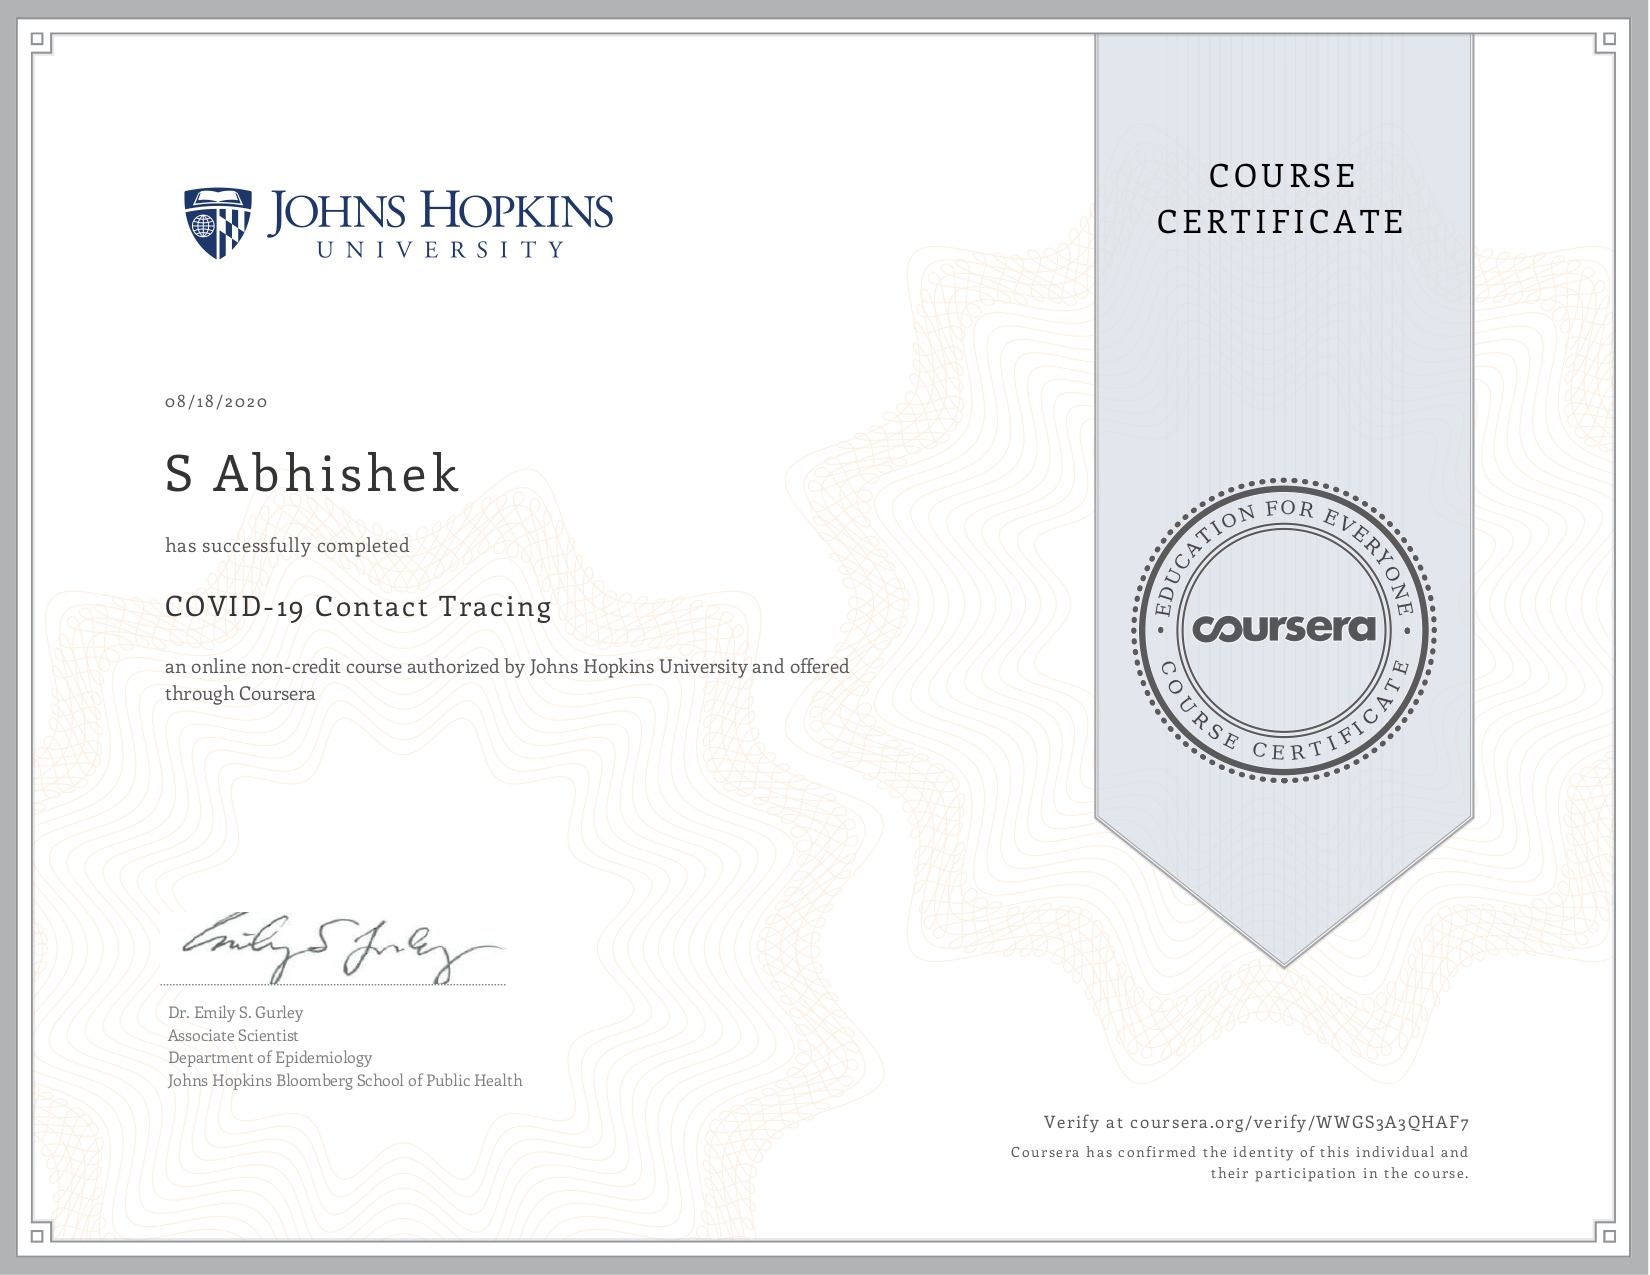 JOHNS HOPKINS
UNIVERSITY
COURSE
CERTIFICATE
08/18/2020
S Abhishek
has successfully completed
COVID-19 Contact Tracing
an online non-credit course authorized by Johns Hopkins University and offered
through Coursera
EDUCATION FOR EVERYONE
coursera
COURSE CERTIFICATE
Emily S Gurley
Dr. Emily S. Gurley
Associate Scientist
Department of Epidemiology
Johns Hopkins Bloomberg School of Public Health
Verify at coursera.org/verify/WWGS3A3QHAF7
Coursera has confirmed the identity of this individual and
their participation in the course.